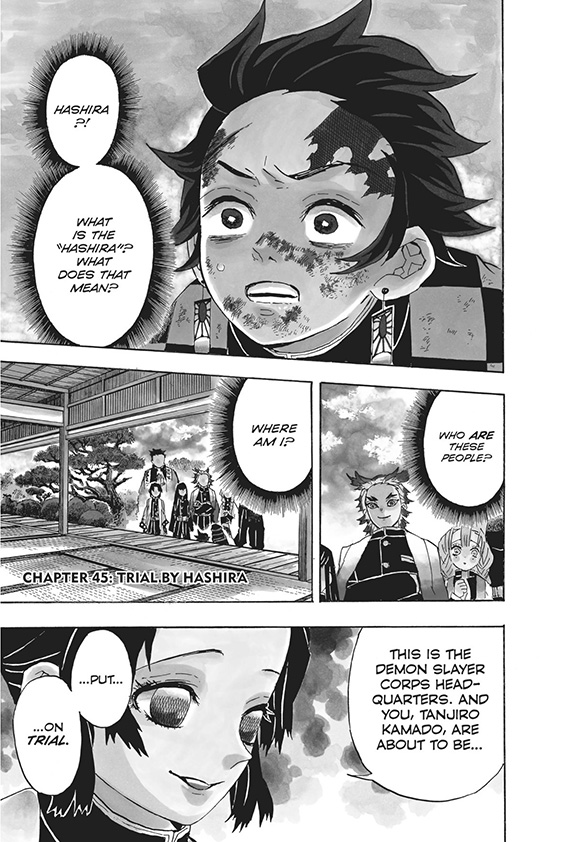 HASHIRA
?!
WHAT
IS THE
"HASHIRA"?
WHAT
DOES THAT
MEAN?
WHO ARE
THESE
PEOPLE?
WHERE
AM I?
CHAPTER 45: TRIAL BY HASHIRA
THIS IS THE
DEMON SLAYER
CORPS HEAD-
QUARTERS. AND
YOU, TANJIRO
KAMADO, ARE
ABOUT TO BE...
...PUT...
...ON
TRIAL.